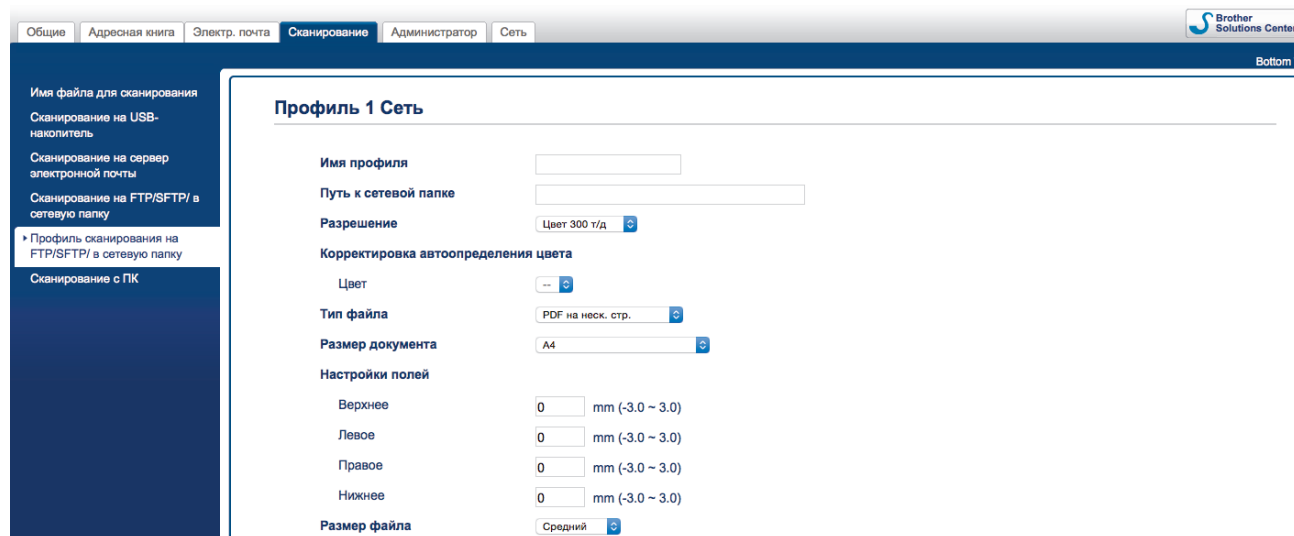 Общие Адресная книга Электр. почта Сканирование Администратор Сеть
Brother
Solutions Center
Bottom
Имя файла для сканирования
Сканирование на USB-
накопитель
Сканирование на сервер
электронной почты
Сканирование на FTP/SFTP/ в
сетевую папку
Профиль сканирования на
FTP/SFTP/ в сетевую папку
Сканирование с ПК
Профиль 1 Сеть
Имя профиля
Путь к сетевой папке
Разрешение Цвет 300 т/д
Корректировка автоопределения цвета
Цвет --
Тип файла PDF на неск. стр.
Размер документа A4
Настройки полей
Верхнее 0 mm (-3.0 ~ 3.0)
Левое 0 mm (-3.0 ~ 3.0)
Правое 0 mm (-3.0 ~ 3.0)
Нижнее 0 mm (-3.0 ~ 3.0)
Размер файла Средний